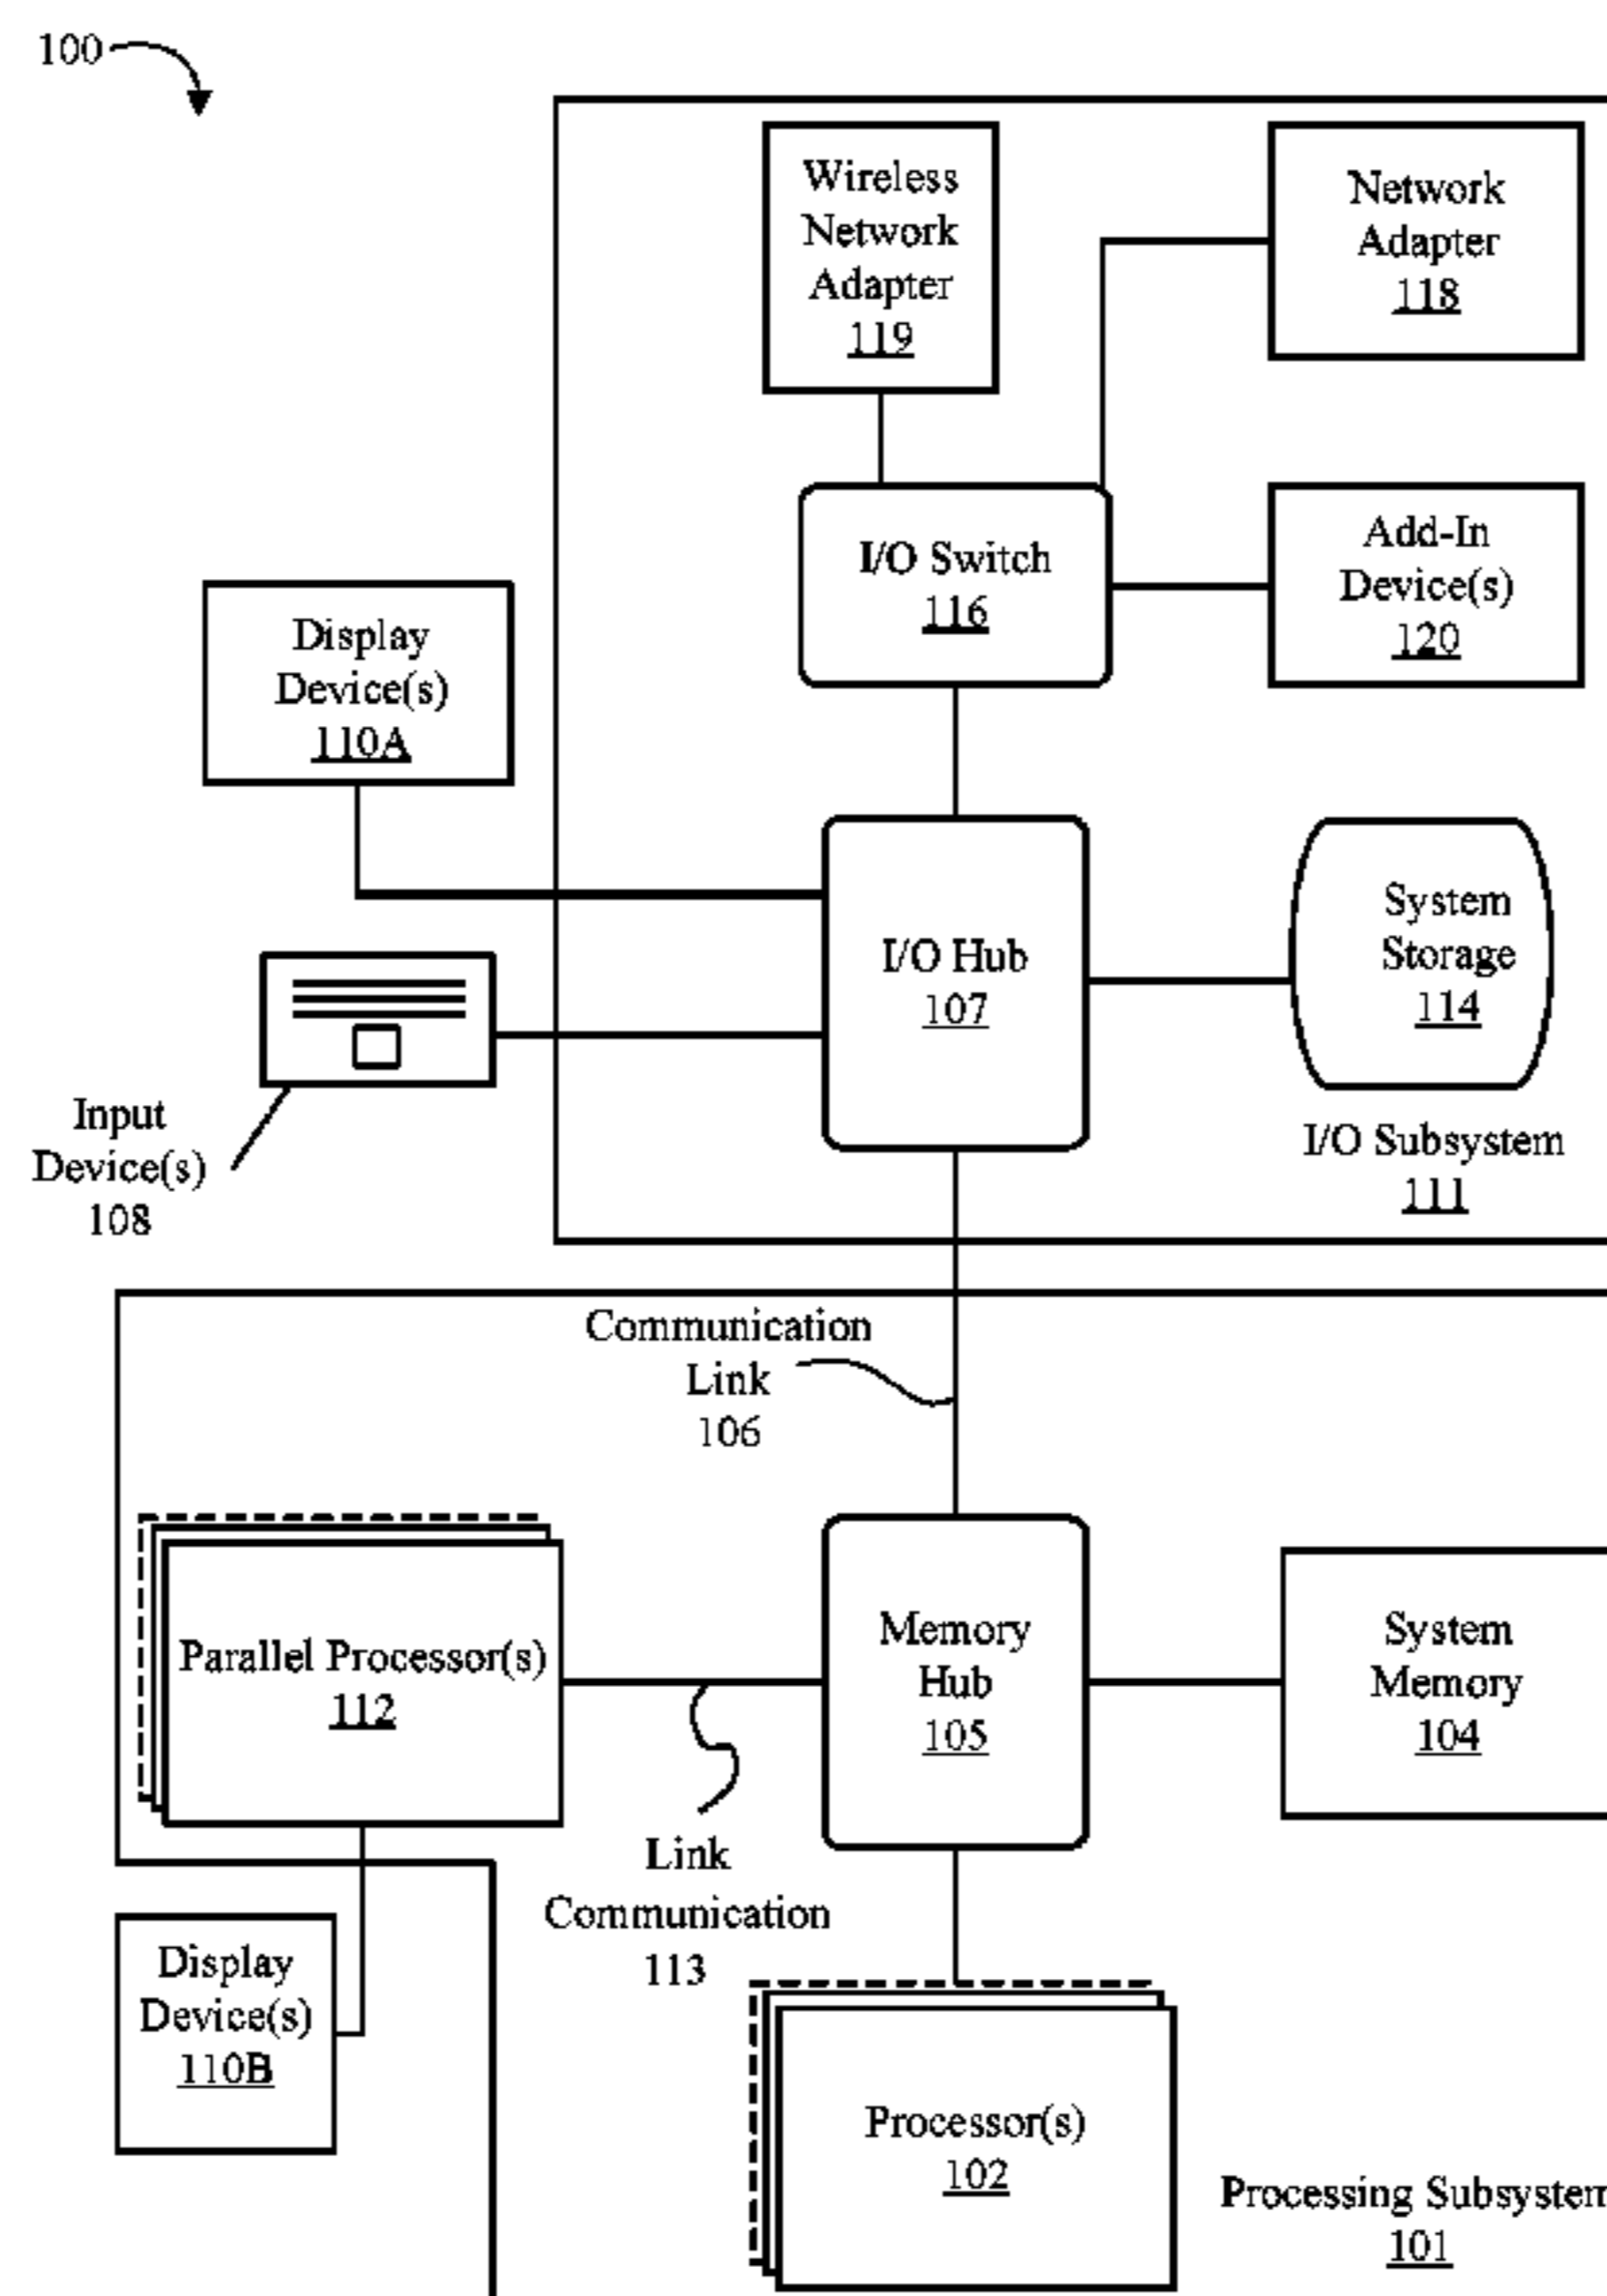 100
Wireless
Network
Adapter
119
Network
Adapter
118
I/O Switch
116
Add-In
Device(s)
120
Display
Device(s)
110A
I/O Hub
107
System
Storage
114
Input
Device(s)
108
I/O Subsystem
111
Communication
Link
106
Parallel Processor(s)
112
Memory
Hub
105
System
Memory
104
Link
Communication
113
Display
Device(s)
110B
Processor(s)
102
Processing Subsystem
101